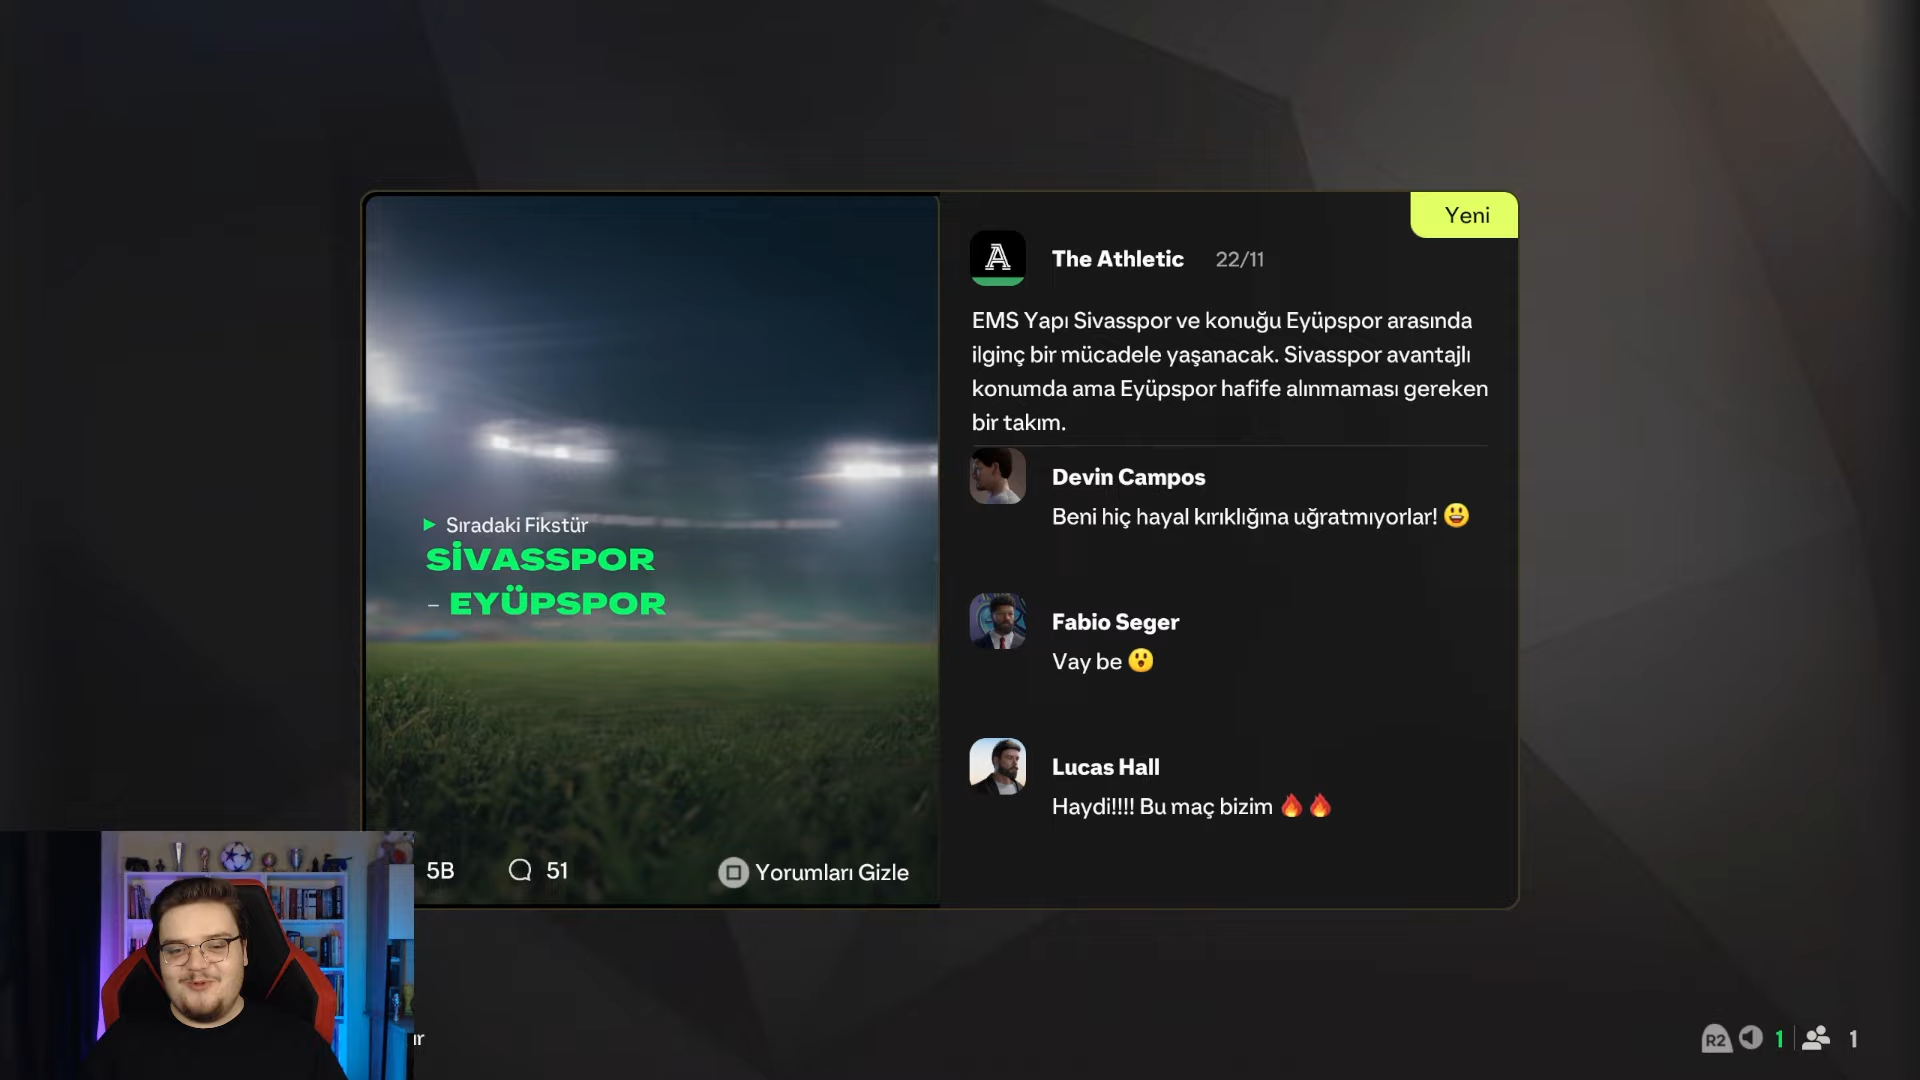 Yeni
The Athletic 22/11
EMS Yapı Sivasspor ve konuğu Eyüpspor arasında
ilginç bir mücadele yaşanacak. Sivasspor avantajlı
konumda ama Eyüpspor hafife alınmaması gereken
bir takım.
Devin Campos
Beni hiç hayal kırıklığına uğratmıyorlar! 😃
Fabio Seger
Vay be 😮
Lucas Hall
Haydi!!!! Bu maç bizim 🔥🔥
Sıradaki Fikstür
SİVASSPOR
– EYÜPSPOR
5B 51 Yorumları Gizle
R2 1 1